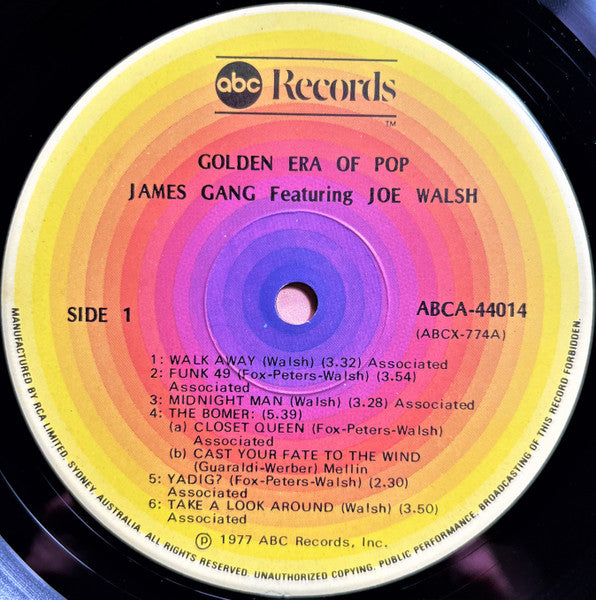 abc Records
TM
GOLDEN ERA OF POP
JAMES GANG Featuring JOE WALSH
SIDE 1
ABCA-44014
(ABCX-774A)
1: WALK AWAY (Walsh) (3.32) Associated
2: FUNK 49 (Fox-Peters-Walsh) (3.54)
Associated
3: MIDNIGHT MAN (Walsh) (3.28) Associated
4: THE BOMER: (5.39)
(a) CLOSET QUEEN (Fox-Peters-Walsh)
Associated
(b) CAST YOUR FATE TO THE WIND
(Guaraldi-Werber) Mellin
5: YADIG? (Fox-Peters-Walsh) (2.30)
Associated
6: TAKE A LOOK AROUND (Walsh) (3.50)
Associated
℗ 1977 ABC Records, Inc.
MANUFACTURED BY RCA LIMITED, SYDNEY, AUSTRALIA. ALL RIGHTS RESERVED. UNAUTHORIZED COPYING, PUBLIC PERFORMANCE, BROADCASTING OF THIS RECORD FORBIDDEN.